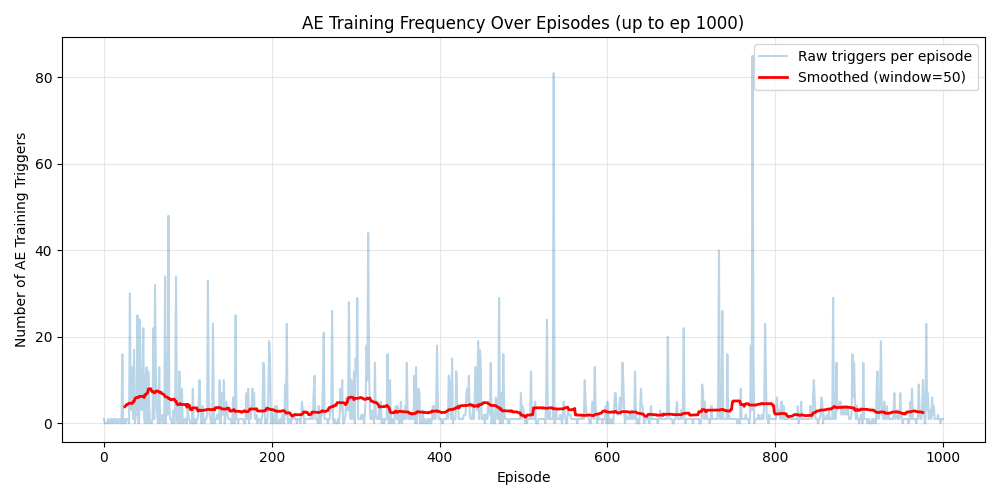 AE Training Frequency Over Episodes (up to ep 1000)
Raw triggers per episode
Smoothed (window=50)
Number of AE Training Triggers
80
60
40
20
0
0 200 400 600 800 1000
Episode